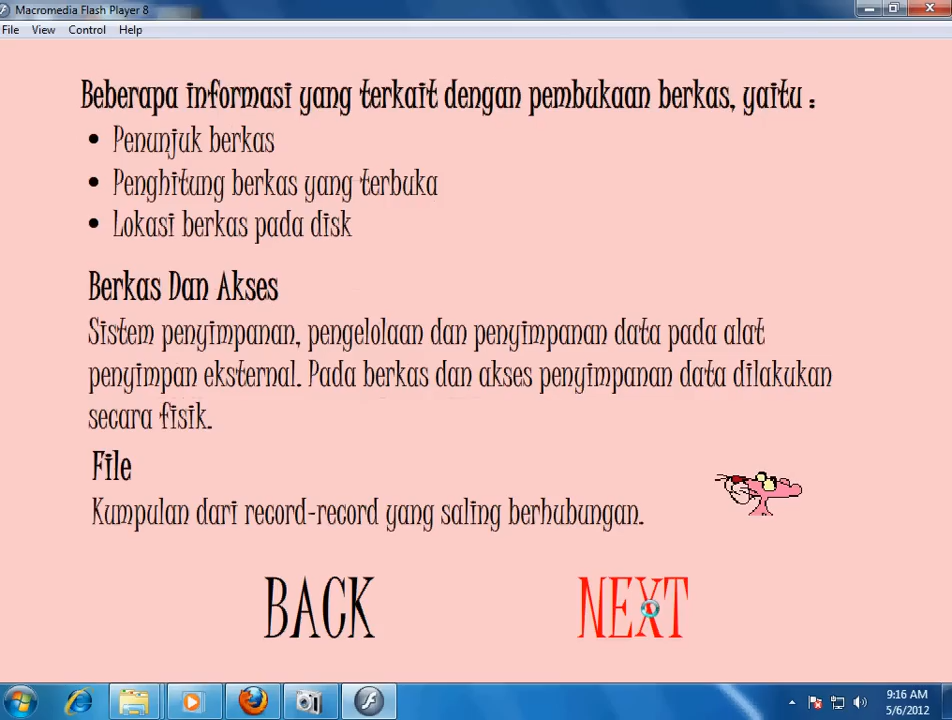 Macromedia Flash Player 8
File View Control Help
Beberapa informasi yang terkait dengan pembukaan berkas, yaitu :
• Penunjuk berkas
• Penghitung berkas yang terbuka
• Lokasi berkas pada disk
Berkas Dan Akses
Sistem penyimpanan, pengelolaan dan penyimpanan data pada alat
penyimpan eksternal. Pada berkas dan akses penyimpanan data dilakukan
secara fisik.
File
Kumpulan dari record-record yang saling berhubungan.
BACK NEXT
9:16 AM
5/6/2012